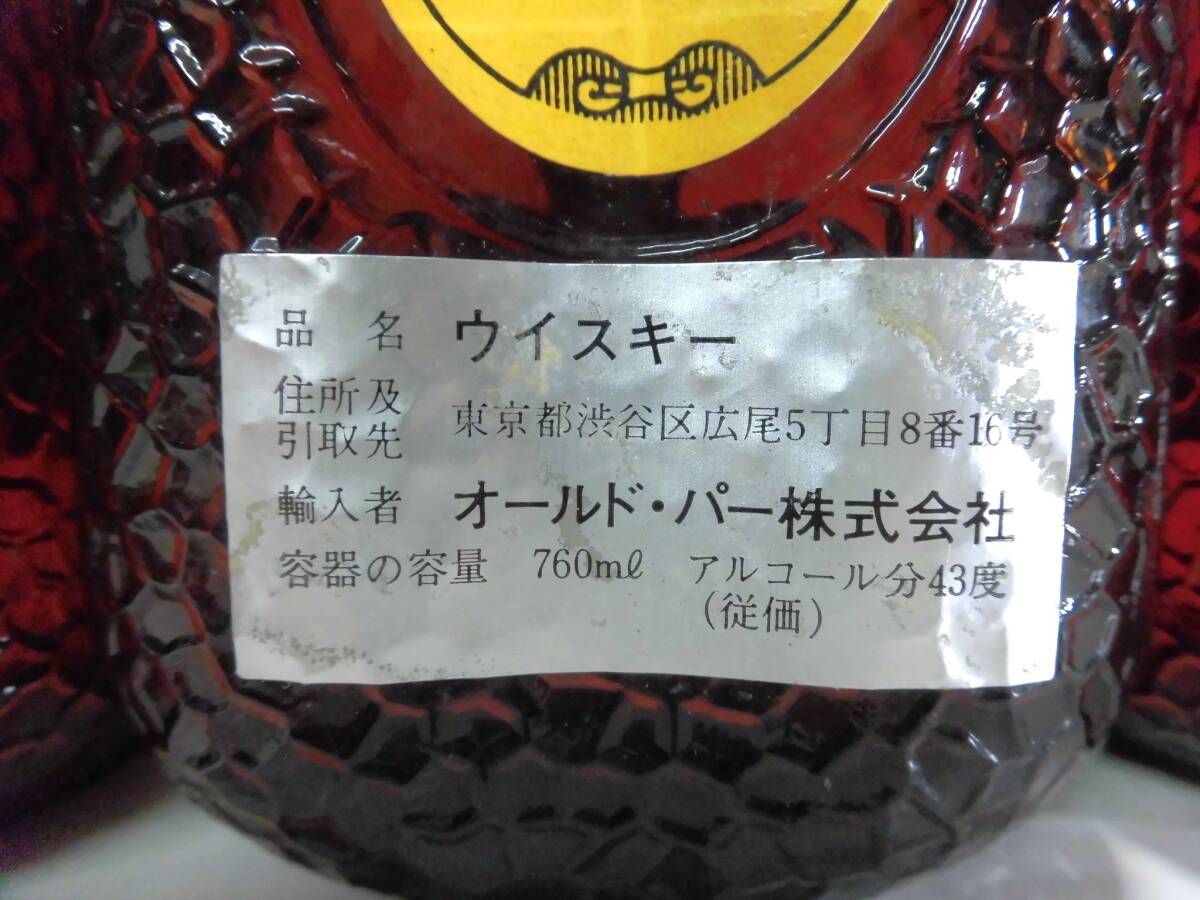 品名 ウイスキー
住所及
引取先 東京都渋谷区広尾5丁目8番16号
輸入者 オールド・パー株式会社
容器の容量 760mℓ アルコール分43度
(従価)